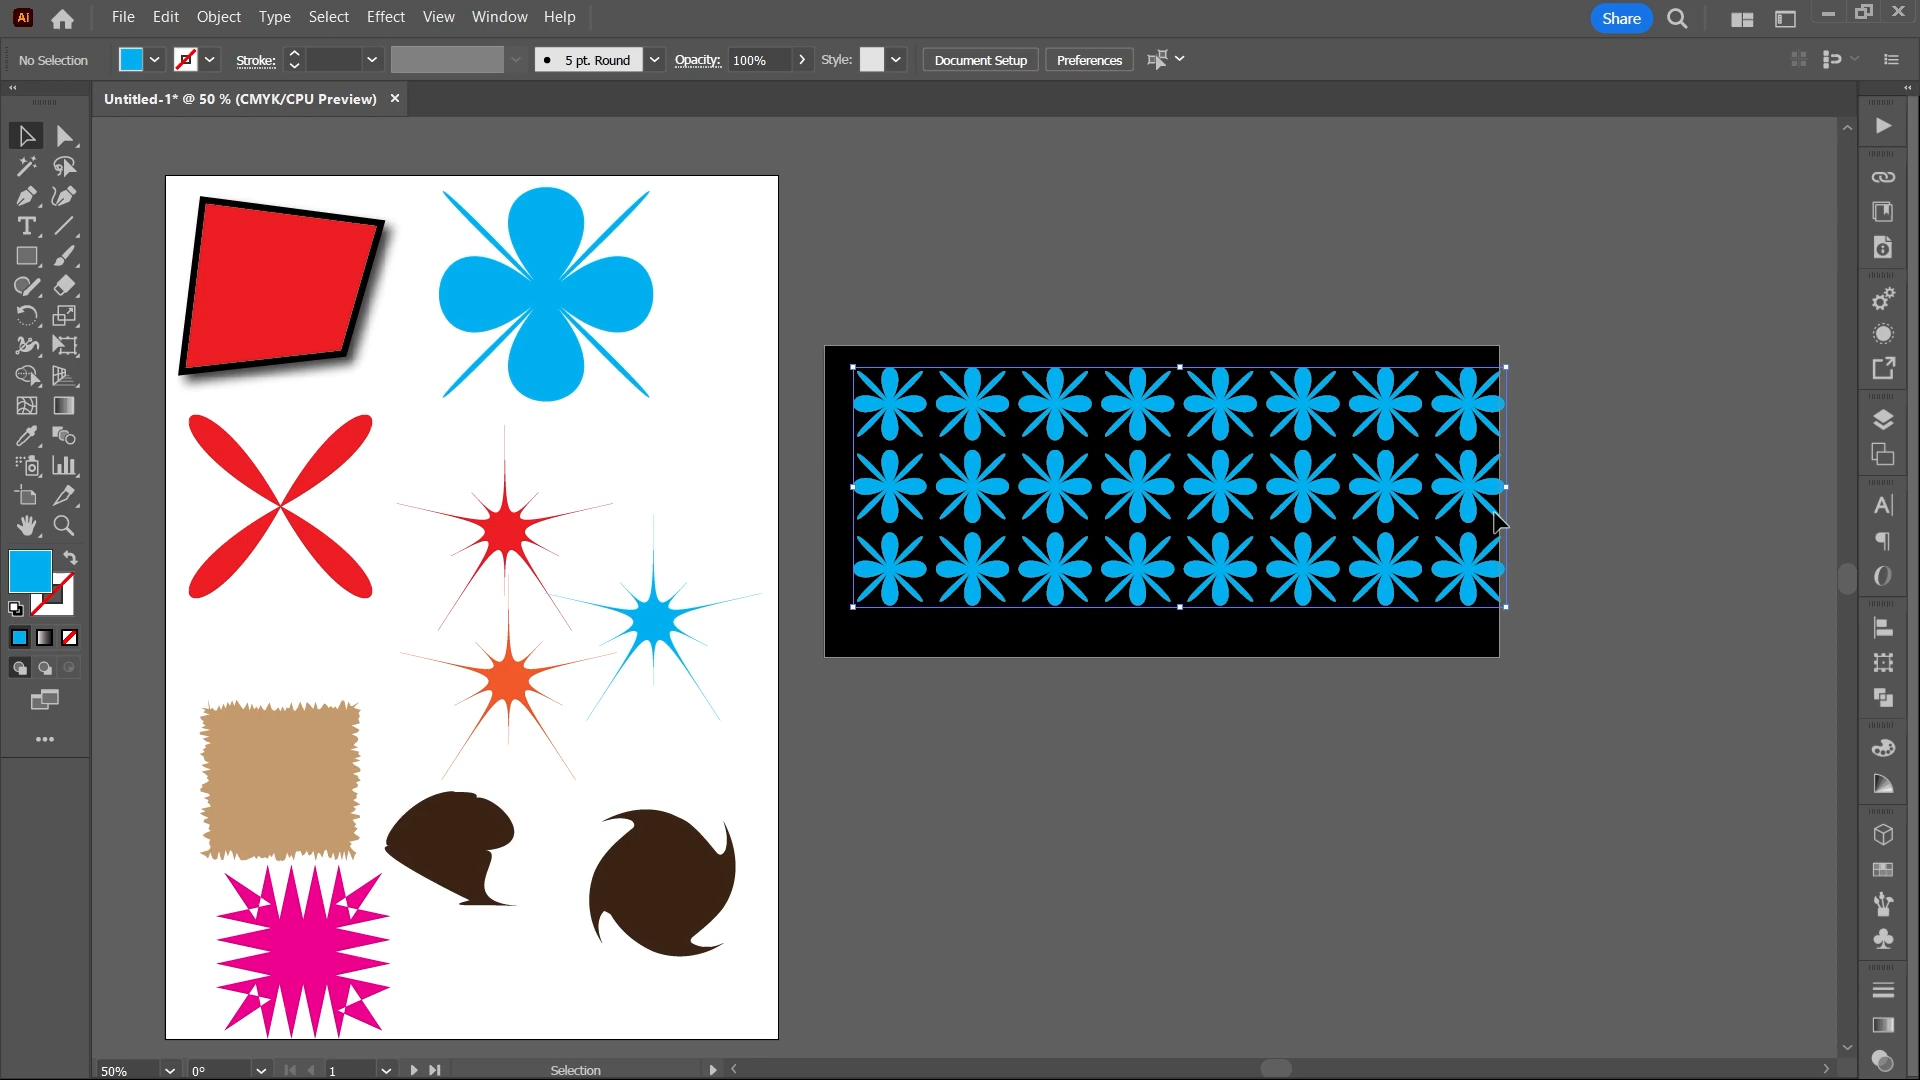 Ai File Edit Object Type Select Effect View Window Help Share
No Selection Stroke: 5 pt. Round Opacity: 100% Style: Document Setup Preferences
Untitled-1* @ 50 % (CMYK/CPU Preview)
50% 0° 1 Selection